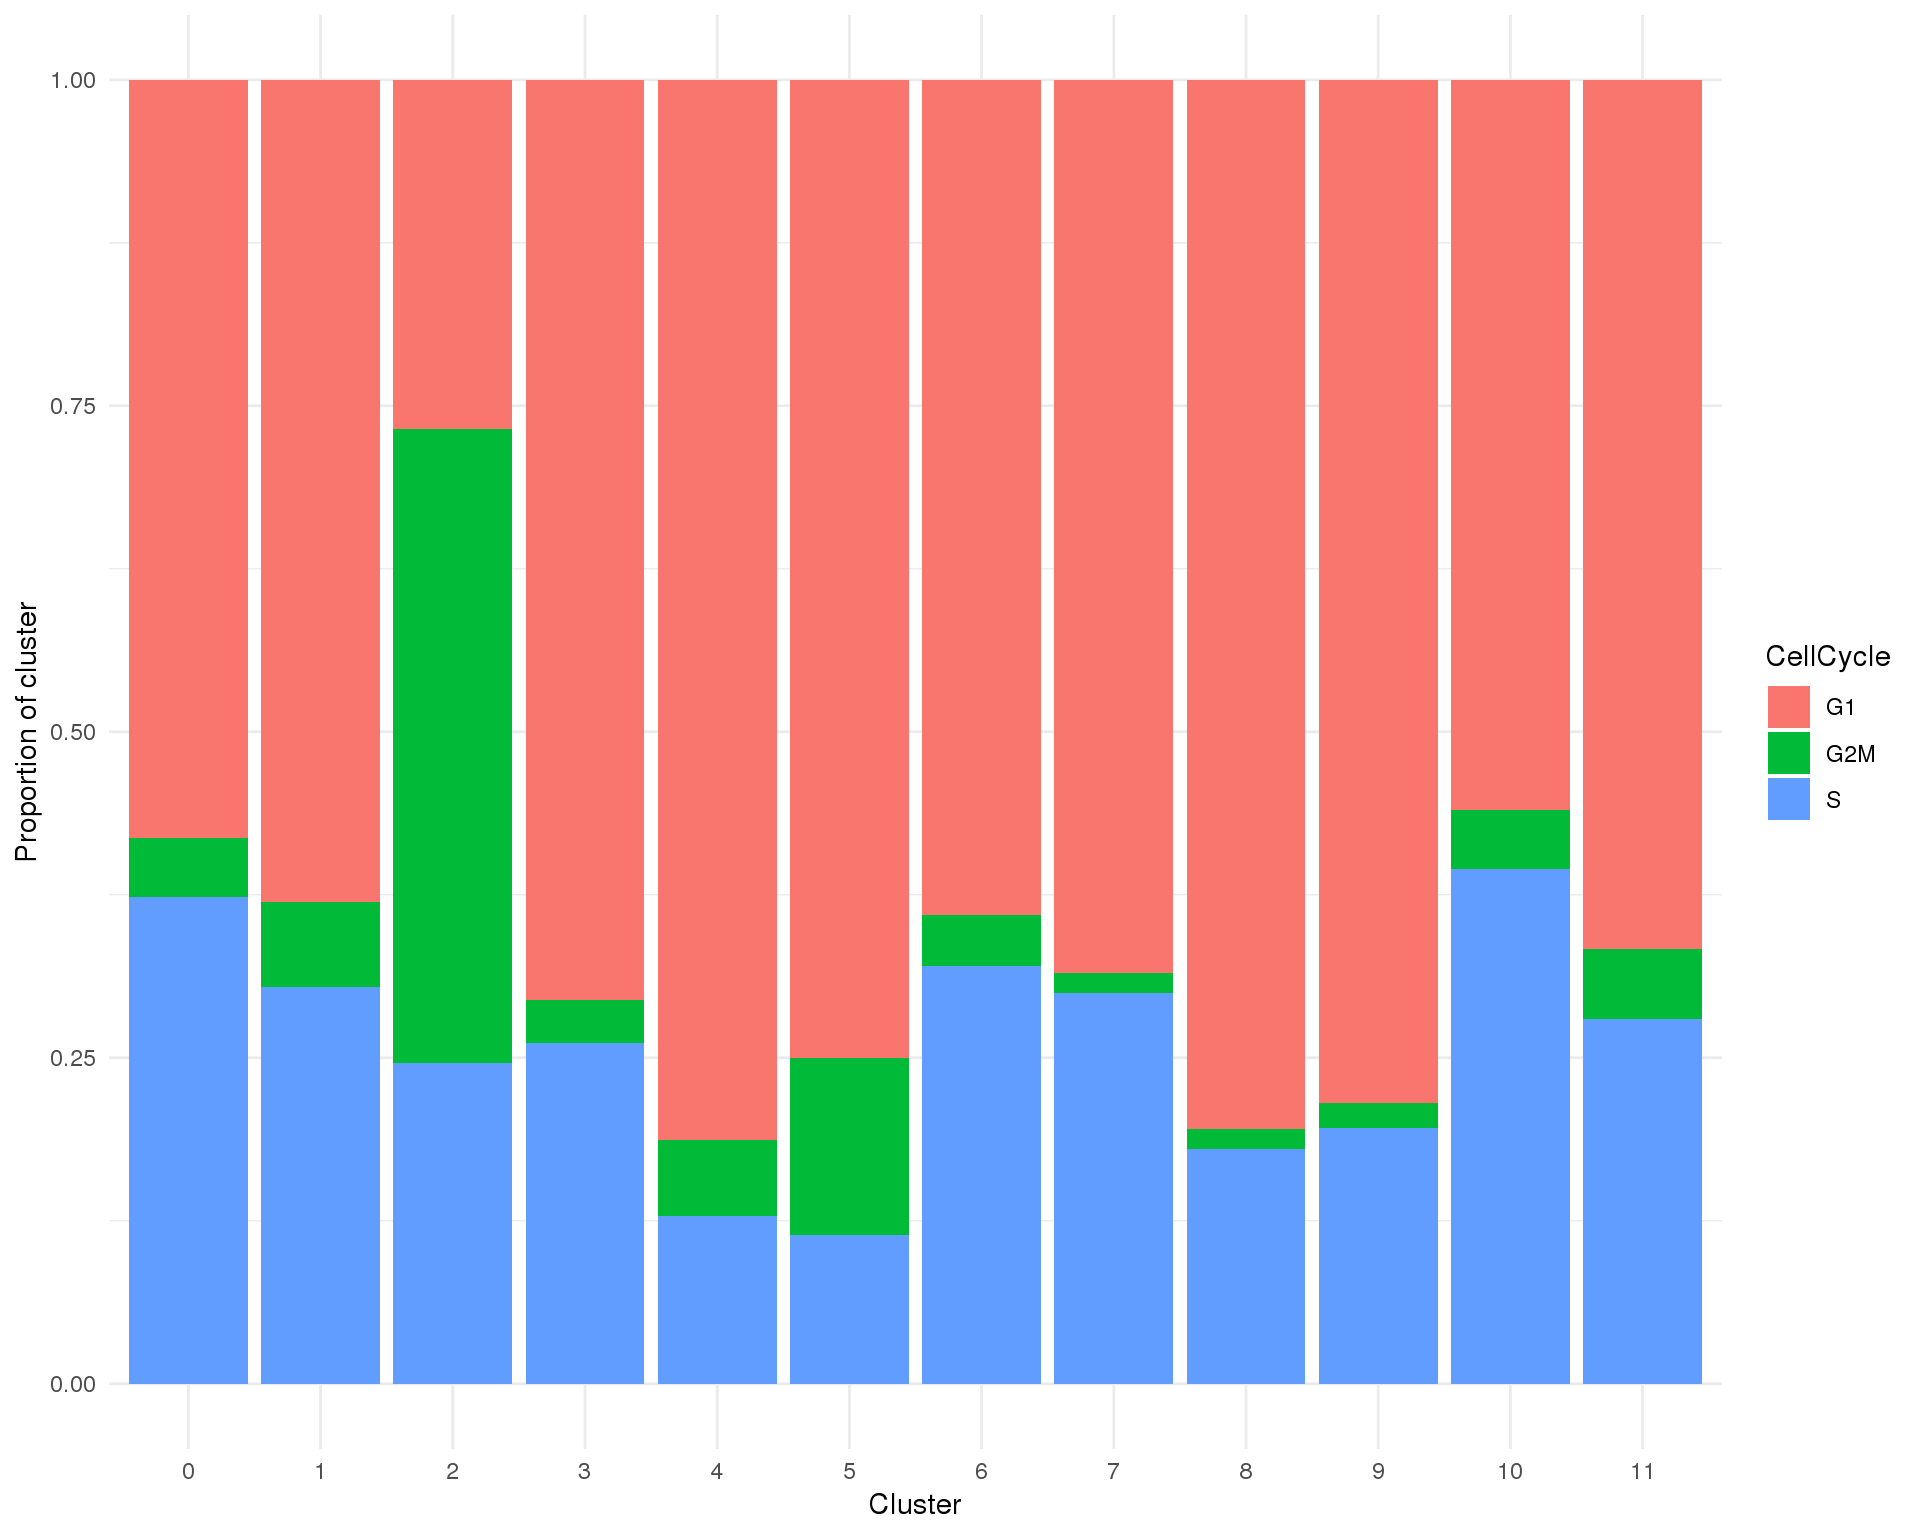 1.00
0.75
0.50
0.25
0.00
Proportion of cluster
0 1 2 3 4 5 6 7 8 9 10 11
Cluster
CellCycle
G1
G2M
S